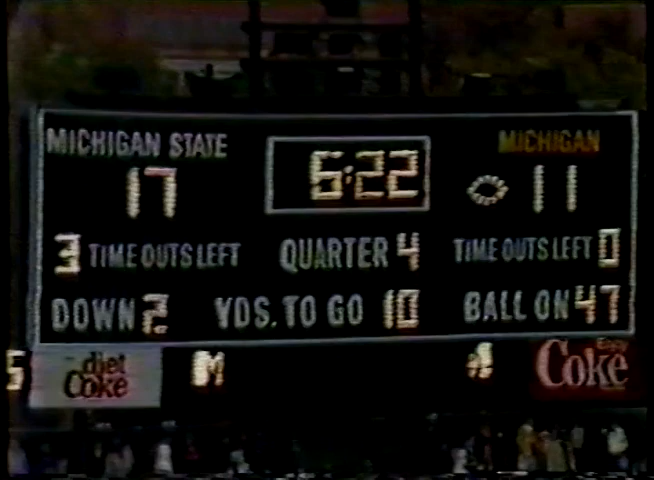 MICHIGAN STATE
17
6:22
MICHIGAN
11
3 TIME OUTS LEFT
QUARTER 4
TIME OUTS LEFT 0
DOWN 2
YDS. TO GO 10
BALL ON 47
diet
Coke
Enjoy
Coke